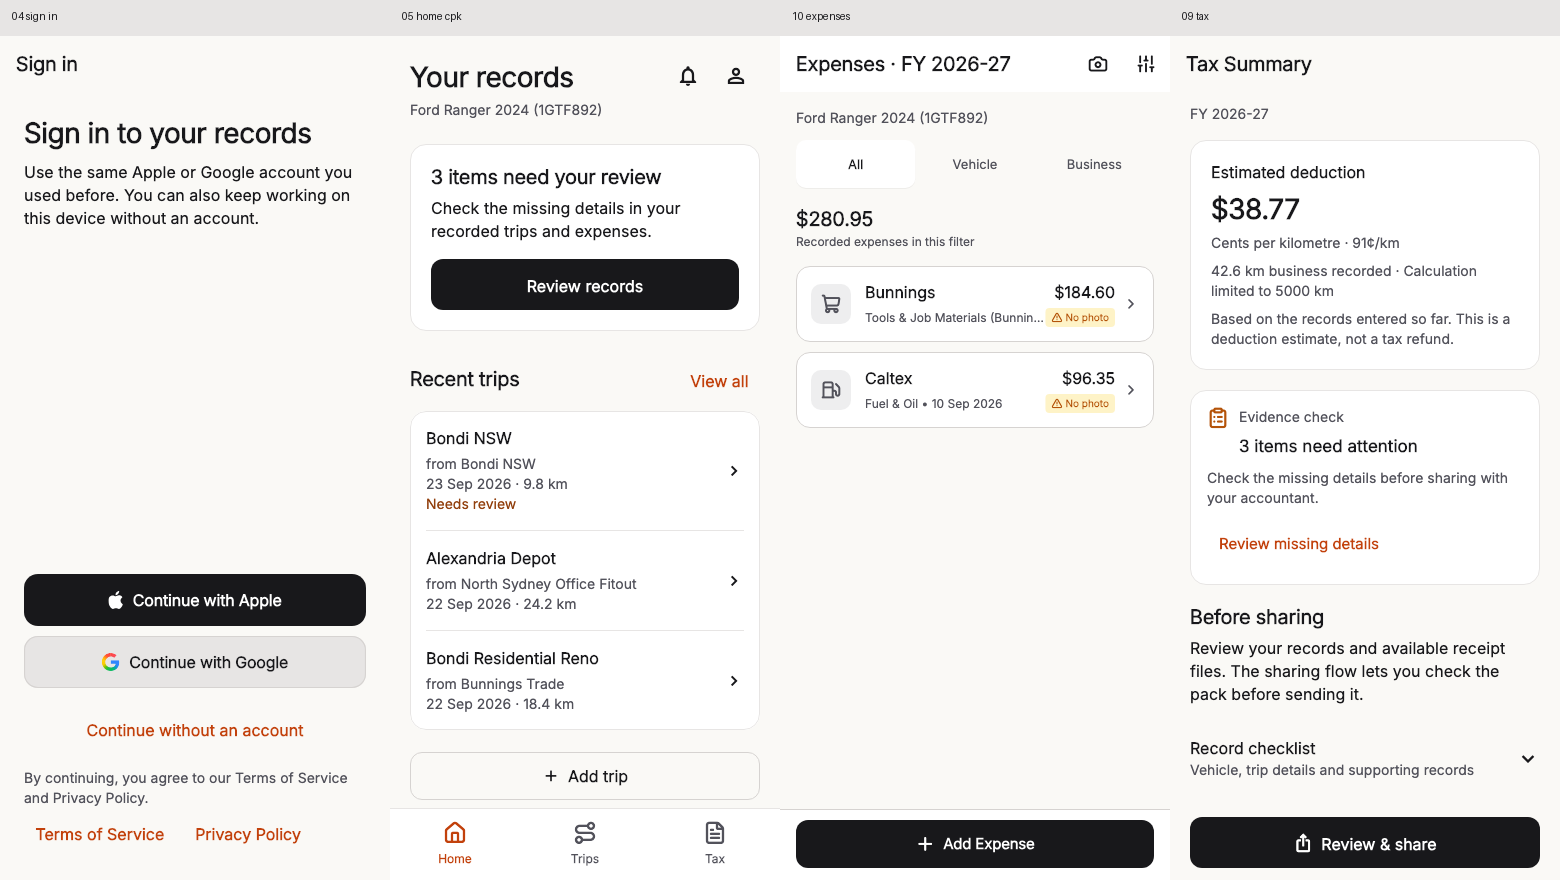 04 sign in
Sign in
Sign in to your records
Use the same Apple or Google account you
used before. You can also keep working on
this device without an account.
Continue with Apple
Continue with Google
Continue without an account
By continuing, you agree to our Terms of Service
and Privacy Policy.
Terms of Service
Privacy Policy
05 home cpk
Your records
Ford Ranger 2024 (1GTF892)
3 items need your review
Check the missing details in your
recorded trips and expenses.
Review records
Recent trips
View all
Bondi NSW
from Bondi NSW
23 Sep 2026 · 9.8 km
Needs review
Alexandria Depot
from North Sydney Office Fitout
22 Sep 2026 · 24.2 km
Bondi Residential Reno
from Bunnings Trade
22 Sep 2026 · 18.4 km
+ Add trip
Home
Trips
Tax
10 expenses
Expenses · FY 2026-27
Ford Ranger 2024 (1GTF892)
All
Vehicle
Business
$280.95
Recorded expenses in this filter
Bunnings
$184.60
Tools & Job Materials (Bunnin...
No photo
Caltex
$96.35
Fuel & Oil • 10 Sep 2026
No photo
+ Add Expense
09 tax
Tax Summary
FY 2026-27
Estimated deduction
$38.77
Cents per kilometre · 91¢/km
42.6 km business recorded · Calculation
limited to 5000 km
Based on the records entered so far. This is a
deduction estimate, not a tax refund.
Evidence check
3 items need attention
Check the missing details before sharing with
your accountant.
Review missing details
Before sharing
Review your records and available receipt
files. The sharing flow lets you check the
pack before sending it.
Record checklist
Vehicle, trip details and supporting records
Review & share